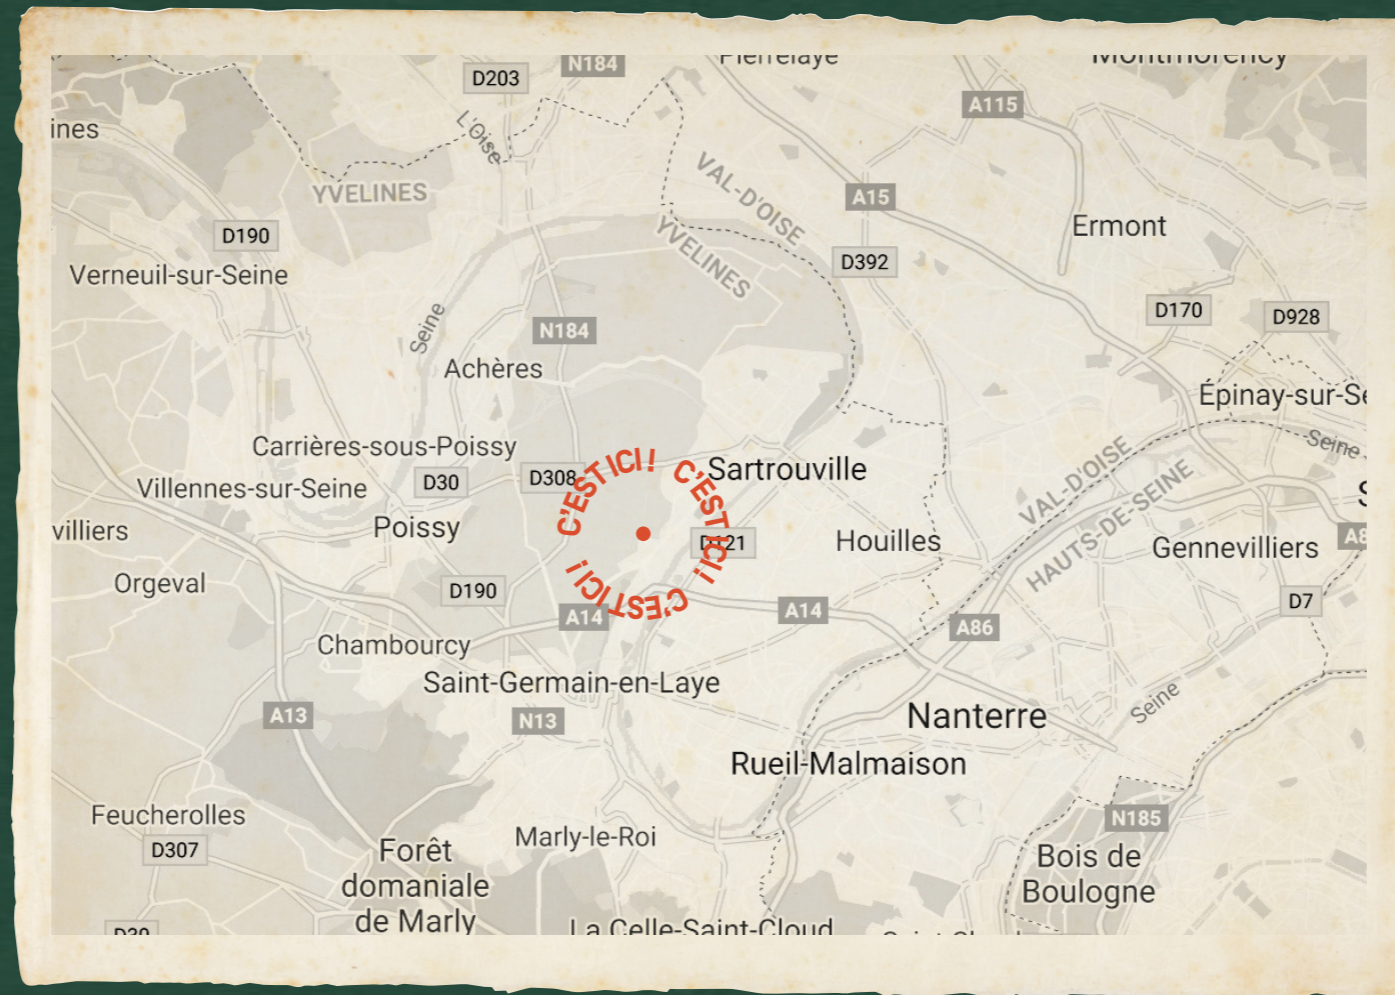 Pierrelaye
Montmorency
N184
D203
A115
ines
L'Oise
YVELINES
VAL-D'OISE
A15
YVELINES
Ermont
D190
D392
Verneuil-sur-Seine
Seine
N184
D170
D928
Achères
Épinay-sur-Se
Carrières-sous-Poissy
Seine
D30
D308
C'EST ICI ! C'EST ICI ! C'EST ICI !
Sartrouville
VAL-D'OISE
HAUTS-DE-SEINE
Villennes-sur-Seine
S
villiers
Poissy
D121
Houilles
Gennevilliers
A8
Orgeval
D190
A14
A14
D7
A86
Chambourcy
Saint-Germain-en-Laye
A13
N13
Nanterre
Seine
Rueil-Malmaison
Feucherolles
D307
Forêt
domaniale
de Marly
Marly-le-Roi
N185
Bois de
Boulogne
La Celle-Saint-Cloud